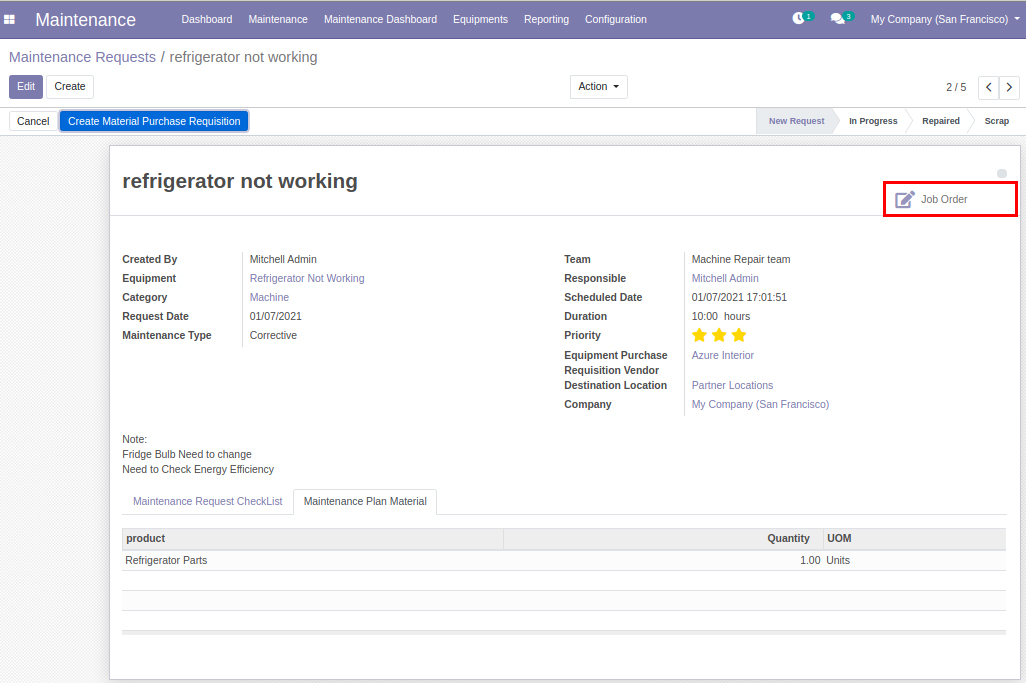 Maintenance Dashboard Maintenance Maintenance Dashboard Equipments Reporting Configuration 1 3 My Company (San Francisco)
Maintenance Requests / refrigerator not working
Edit Create Action 2 / 5
Cancel Create Material Purchase Requisition New Request In Progress Repaired Scrap
refrigerator not working
Job Order
Created By Mitchell Admin
Equipment Refrigerator Not Working
Category Machine
Request Date 01/07/2021
Maintenance Type Corrective
Team Machine Repair team
Responsible Mitchell Admin
Scheduled Date 01/07/2021 17:01:51
Duration 10:00 hours
Priority
Equipment Purchase Azure Interior
Requisition Vendor
Destination Location Partner Locations
Company My Company (San Francisco)
Note:
Fridge Bulb Need to change
Need to Check Energy Efficiency
Maintenance Request CheckList Maintenance Plan Material
product Quantity UOM
Refrigerator Parts 1.00 Units